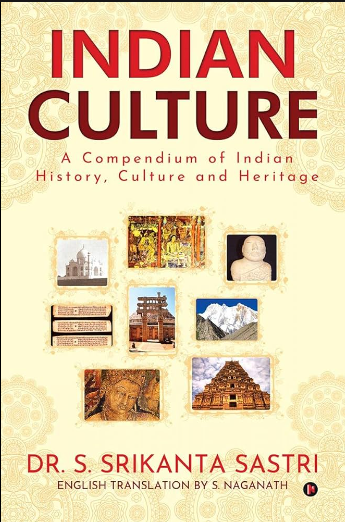 INDIAN
CULTURE
A Compendium of Indian
History, Culture and Heritage
DR. S. SRIKANTA SASTRI
ENGLISH TRANSLATION BY S. NAGANATH